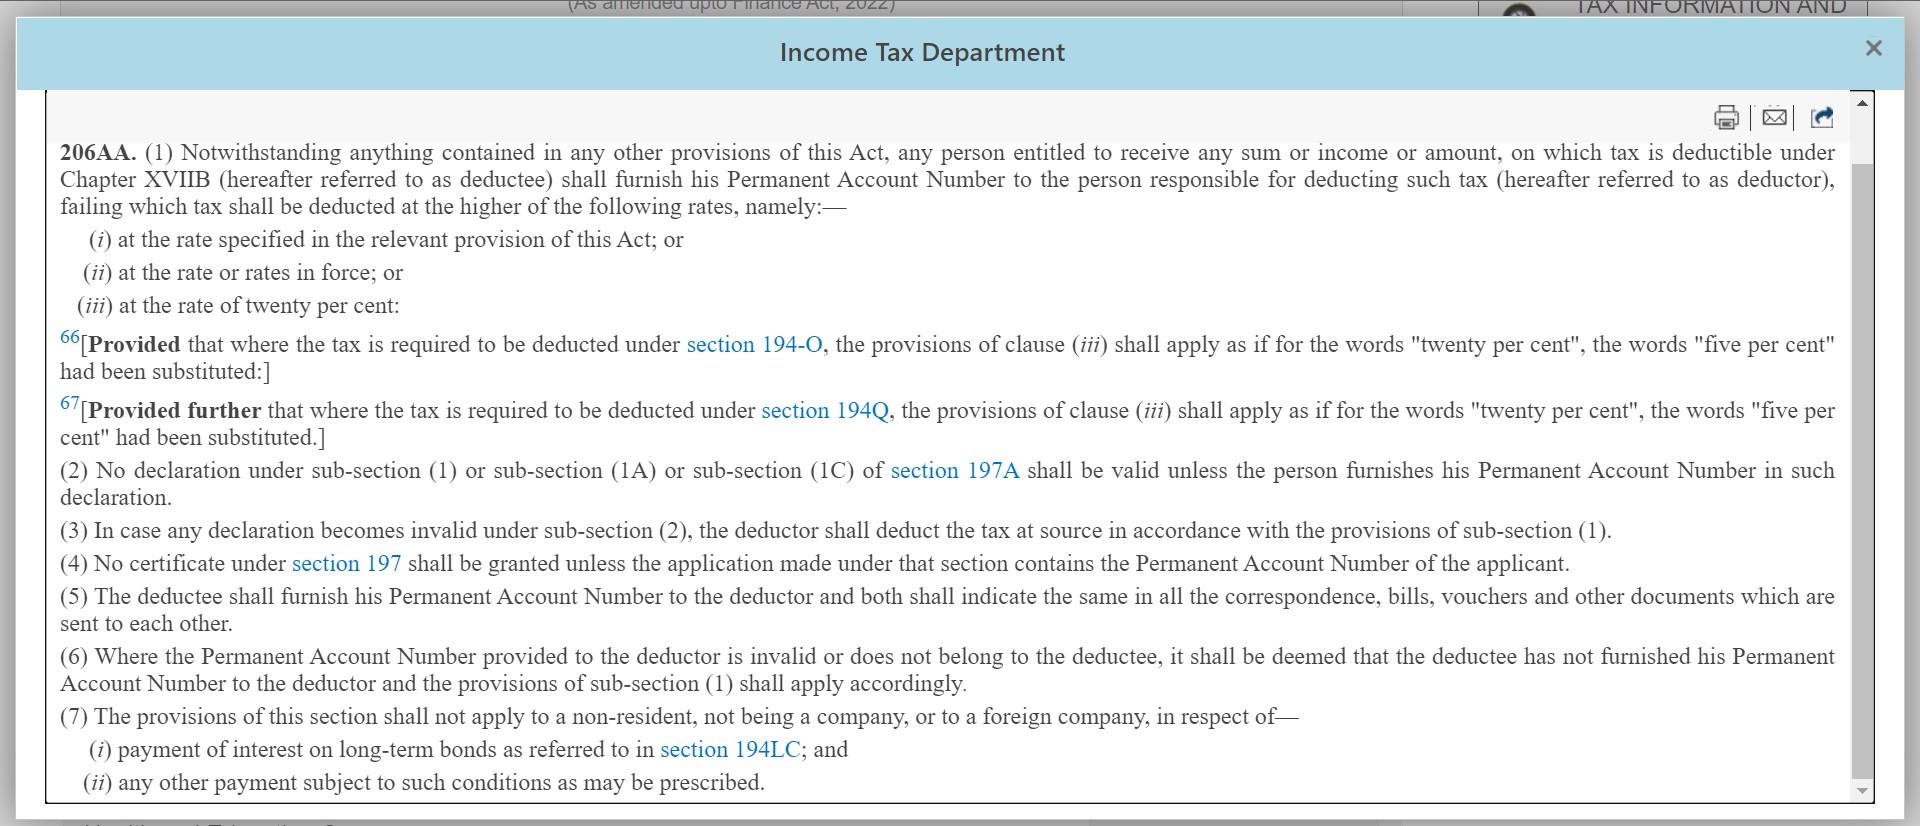 (As amended upto Finance Act, 2022)
TAX INFORMATION AND
Income Tax Department
×
206AA. (1) Notwithstanding anything contained in any other provisions of this Act, any person entitled to receive any sum or income or amount, on which tax is deductible under
Chapter XVIIB (hereafter referred to as deductee) shall furnish his Permanent Account Number to the person responsible for deducting such tax (hereafter referred to as deductor),
failing which tax shall be deducted at the higher of the following rates, namely:—
(i) at the rate specified in the relevant provision of this Act; or
(ii) at the rate or rates in force; or
(iii) at the rate of twenty per cent:
66[Provided that where the tax is required to be deducted under section 194-O, the provisions of clause (iii) shall apply as if for the words "twenty per cent", the words "five per cent"
had been substituted:]
67[Provided further that where the tax is required to be deducted under section 194Q, the provisions of clause (iii) shall apply as if for the words "twenty per cent", the words "five per
cent" had been substituted.]
(2) No declaration under sub-section (1) or sub-section (1A) or sub-section (1C) of section 197A shall be valid unless the person furnishes his Permanent Account Number in such
declaration.
(3) In case any declaration becomes invalid under sub-section (2), the deductor shall deduct the tax at source in accordance with the provisions of sub-section (1).
(4) No certificate under section 197 shall be granted unless the application made under that section contains the Permanent Account Number of the applicant.
(5) The deductee shall furnish his Permanent Account Number to the deductor and both shall indicate the same in all the correspondence, bills, vouchers and other documents which are
sent to each other.
(6) Where the Permanent Account Number provided to the deductor is invalid or does not belong to the deductee, it shall be deemed that the deductee has not furnished his Permanent
Account Number to the deductor and the provisions of sub-section (1) shall apply accordingly.
(7) The provisions of this section shall not apply to a non-resident, not being a company, or to a foreign company, in respect of—
(i) payment of interest on long-term bonds as referred to in section 194LC; and
(ii) any other payment subject to such conditions as may be prescribed.